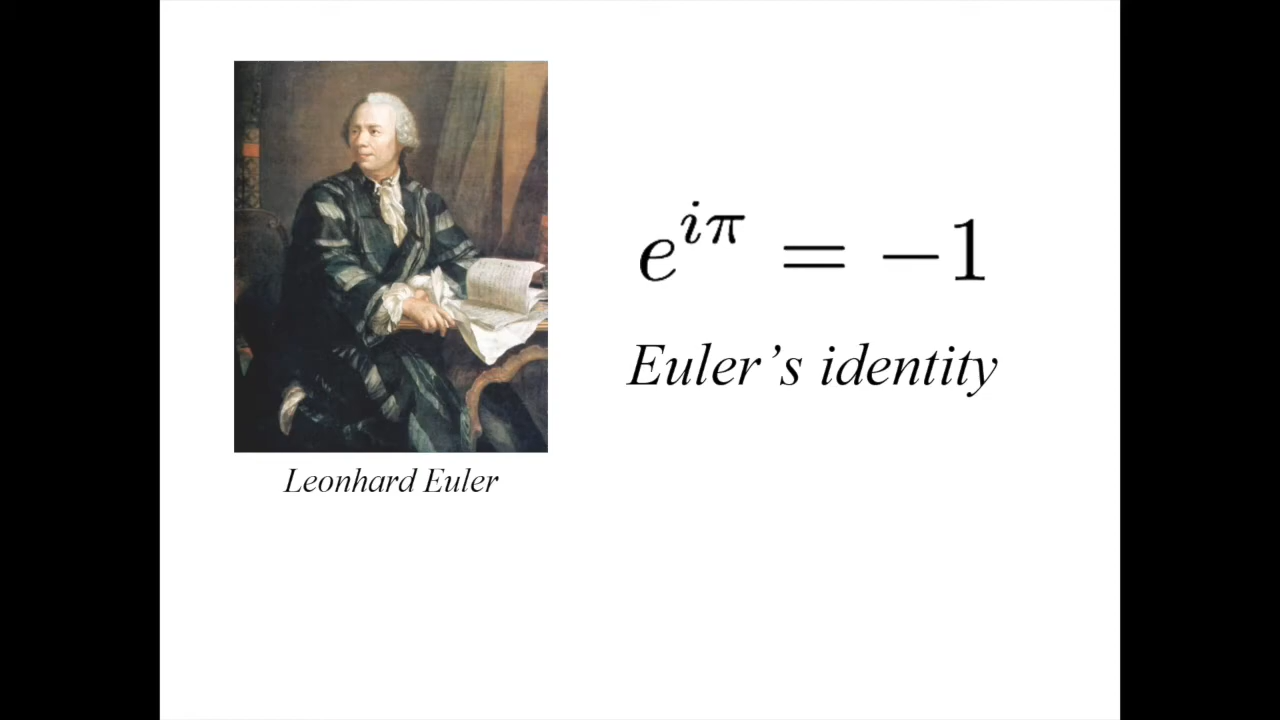 e^{iπ} = −1
Euler’s identity
Leonhard Euler